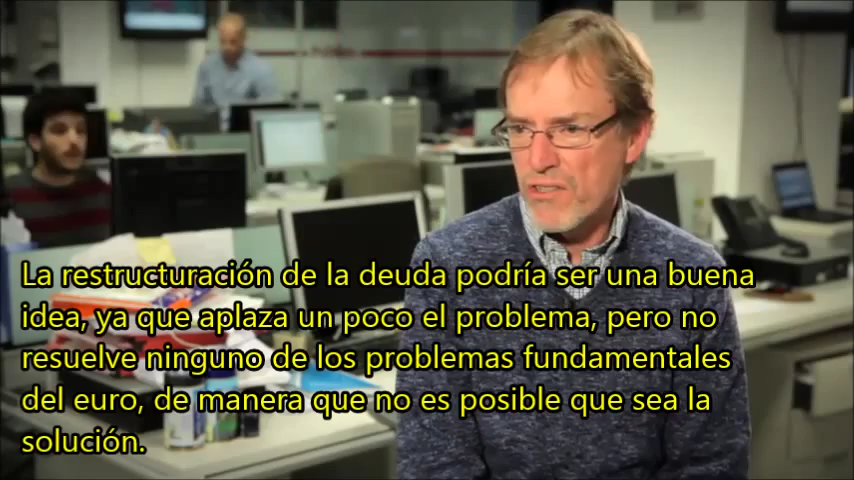 La restructuración de la deuda podría ser una buena
idea, ya que aplaza un poco el problema, pero no
resuelve ninguno de los problemas fundamentales
del euro, de manera que no es posible que sea la
solución.